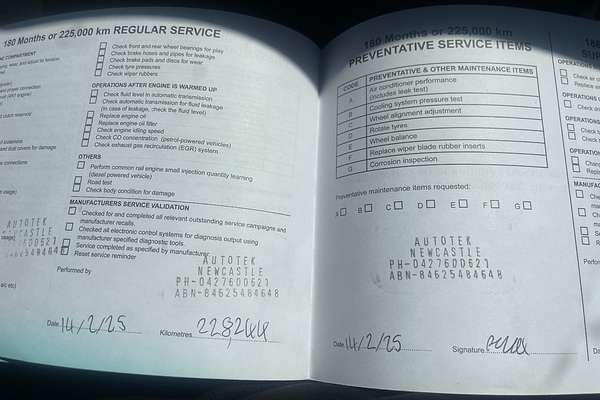 180 Months or 225,000 km REGULAR SERVICE
Check front and rear wheel bearings for play
Check brake hoses and pipes for leakage
Check brake pads and discs for wear
Check tyre pressures
Check wiper rubbers
OPERATIONS AFTER ENGINE IS WARMED UP
Check fluid level in automatic transmission
Check automatic transmission for fluid leakage
(in case of leakage, check the fluid level)
Replace engine oil
Replace engine oil filter
Check engine idling speed
Check CO concentration (petrol-powered vehicles)
Check exhaust gas recirculation (EGR) system
OTHERS
Perform common rail engine small injection quantity learning
(diesel powered vehicle)
Road test
Check body condition for damage
MANUFACTURERS SERVICE VALIDATION
Checked for and completed all relevant outstanding service campaigns and
manufacturer recalls.
Checked all electronic control systems for diagnosis output using
manufacturer specified diagnostic tools.
Service completed as specified by manufacturer
Reset service reminder
Performed by
AUTOTEK
NEWCASTLE
PH-0427600621
ABN-84625484648
Date 14/2/25 Kilometres 228,244
180 Months or 225,000 km
PREVENTATIVE SERVICE ITEMS
CODE PREVENTATIVE & OTHER MAINTENANCE ITEMS
A Air conditioner performance
(includes leak test)
B Cooling system pressure test
C Wheel alignment adjustment
D Rotate tyres
E Wheel balance
F Replace wiper blade rubber inserts
G Corrosion inspection
Preventative maintenance items requested:
A B C D E F G
AUTOTEK
NEWCASTLE
PH-0427600621
ABN-84625484648
Date 14/2/25 Signature